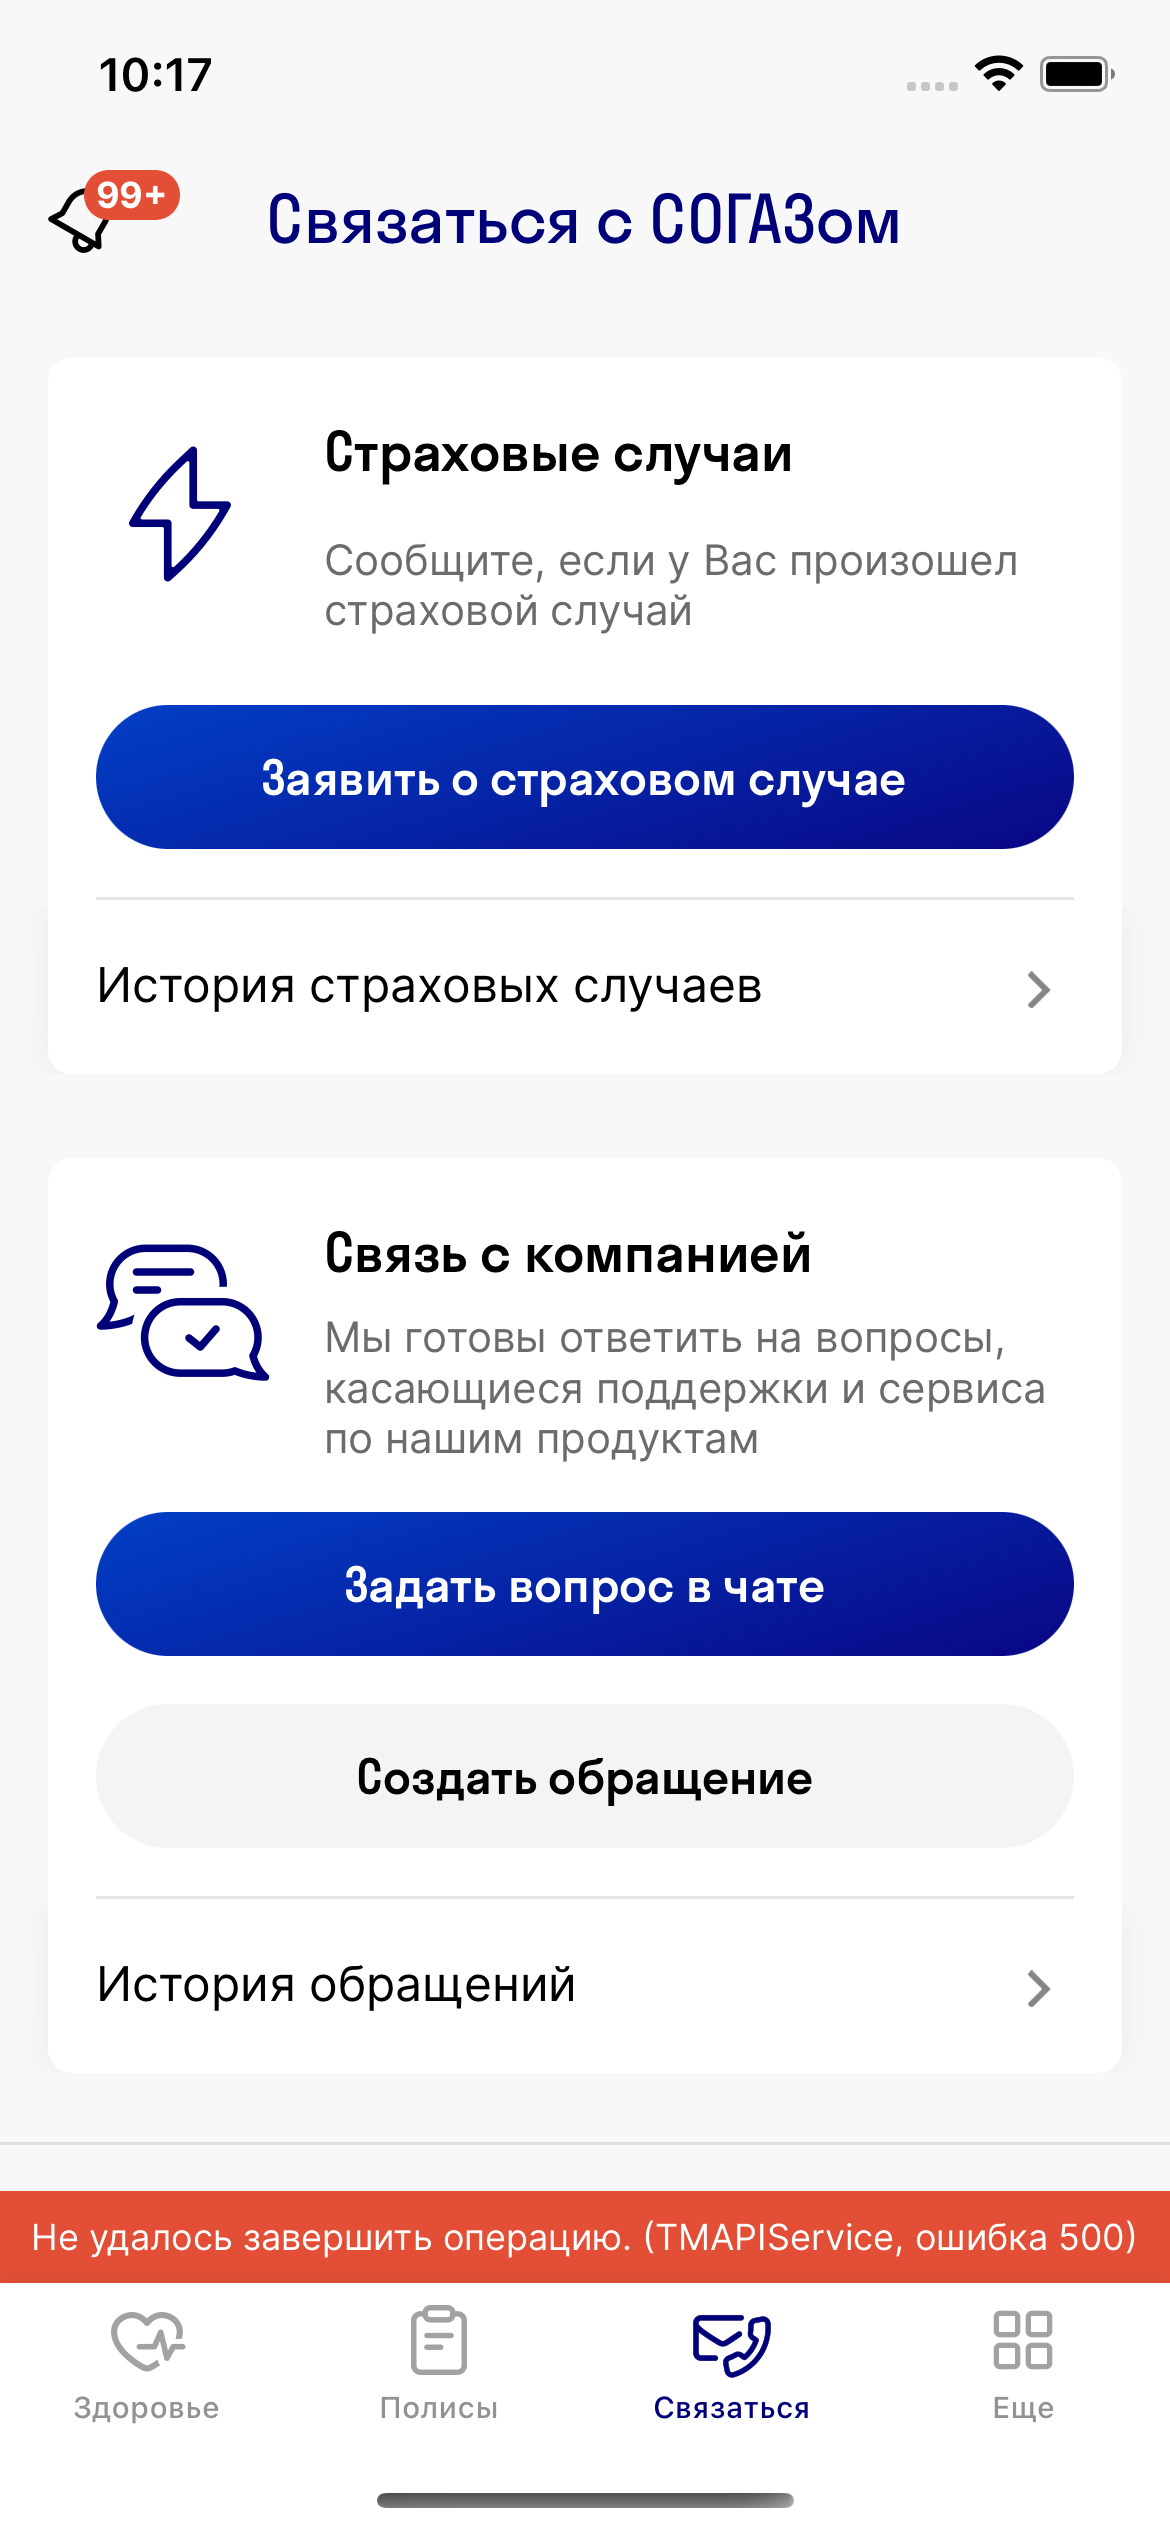 10:17
99+
Связаться с СОГАЗом
Страховые случаи
Сообщите, если у Вас произошел
страховой случай
Заявить о страховом случае
История страховых случаев
Связь с компанией
Мы готовы ответить на вопросы,
касающиеся поддержки и сервиса
по нашим продуктам
Задать вопрос в чате
Создать обращение
История обращений
Не удалось завершить операцию. (TMAPIService, ошибка 500)
Здоровье
Полисы
Связаться
Еще